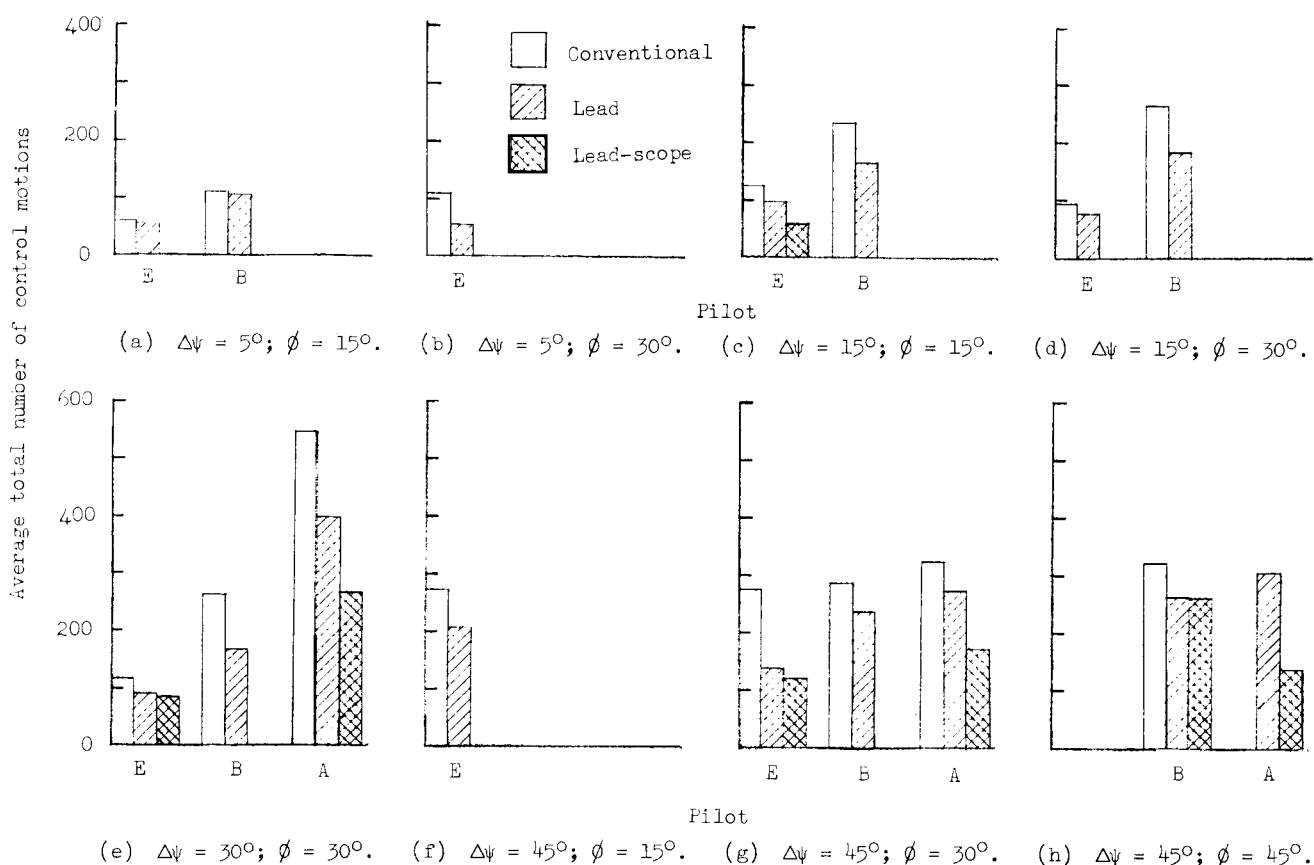 Average total number of control motions
400
200
0
E B
(a) Δψ = 5°; ϕ = 15°.
E
(b) Δψ = 5°; ϕ = 30°.
Conventional
Lead
Lead-scope
E B
(c) Δψ = 15°; ϕ = 15°.
E B
(d) Δψ = 15°; ϕ = 30°.
Pilot
600
400
200
0
E B A
(e) Δψ = 30°; ϕ = 30°.
E
(f) Δψ = 45°; ϕ = 15°.
E B A
(g) Δψ = 45°; ϕ = 30°.
B A
(h) Δψ = 45°; ϕ = 45°.
Pilot